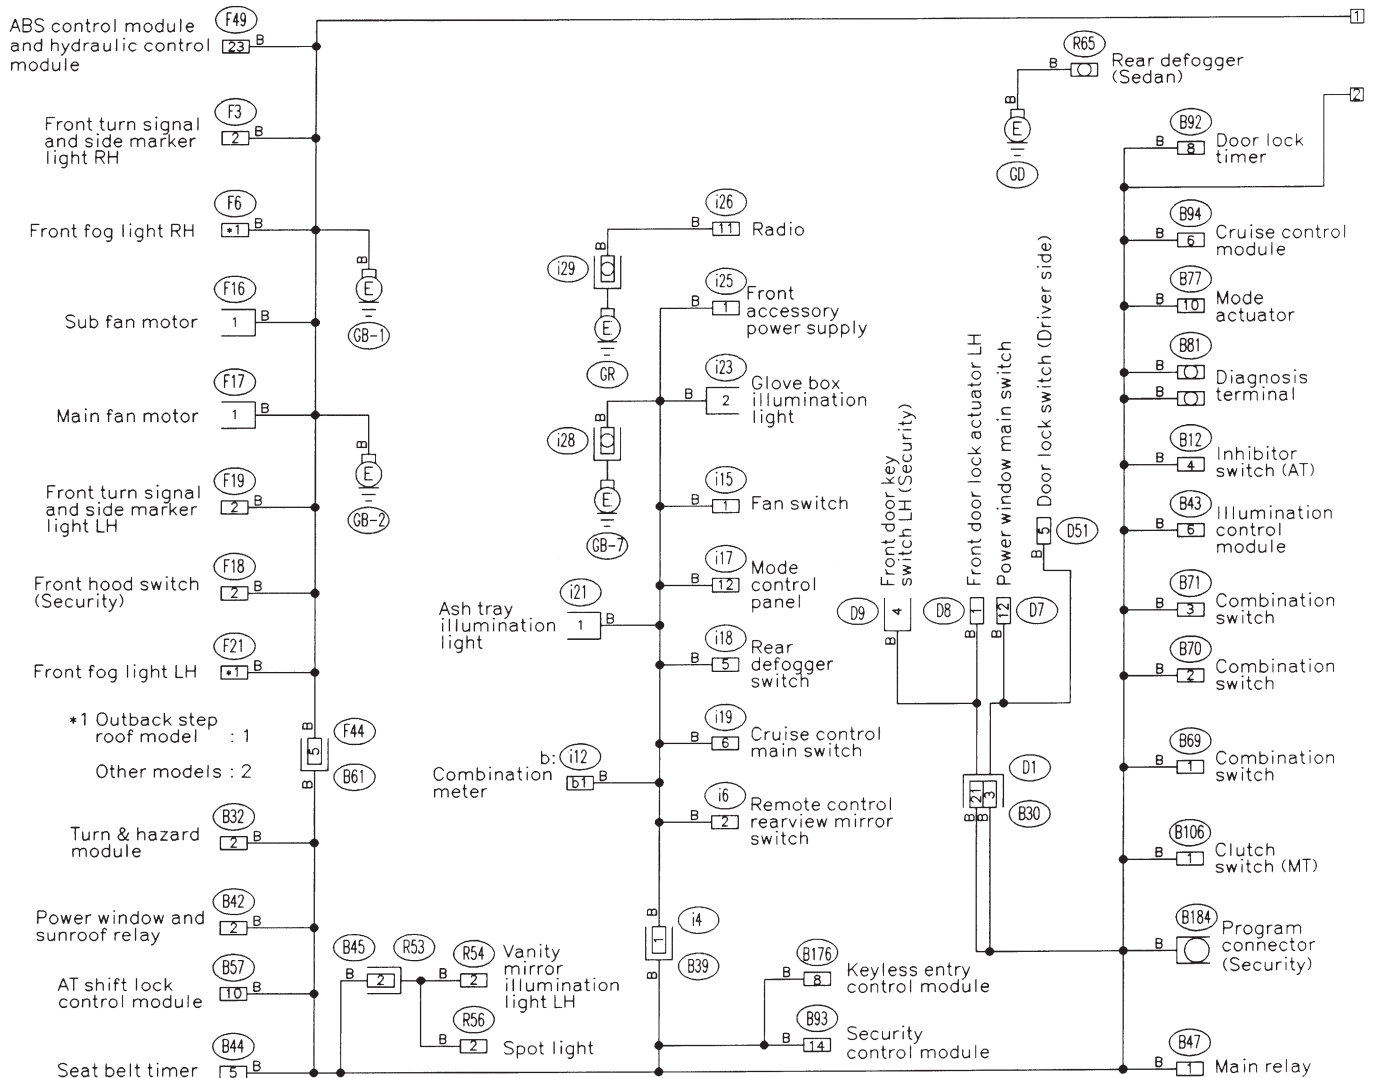 ABS control module
and hydraulic control
module
F49
23 B
Front turn signal
and side marker
light RH
F3
2 B
Front fog light RH
F6
*1 B
B
E
GB-1
Sub fan motor
F16
1 B
Main fan motor
F17
1 B
B
E
GB-2
Front turn signal
and side marker
light LH
F19
2 B
Front hood switch
(Security)
F18
2 B
Front fog light LH
F21
*1 B
*1 Outback step
roof model : 1
Other models : 2
B
5
F44
B61
B
Turn & hazard
module
B32
2 B
Power window and
sunroof relay
B42
2 B
AT shift lock
control module
B57
10 B
Seat belt timer
B44
5 B
B45
B 2
R53
R54
B 2
Vanity
mirror
illumination
light LH
R56
B 2
Spot light
i26
B 11
Radio
B
i29
E
GR
i25
B 1
Front
accessory
power supply
i23
B 2
Glove box
illumination
light
B
i28
E
GB-7
i15
B 1
Fan switch
i17
B 12
Mode
control
panel
i21
1 B
Ash tray
illumination
light
i18
B 5
Rear
defogger
switch
i19
B 6
Cruise control
main switch
b: i12
b1 B
Combination
meter
i6
B 2
Remote control
rearview mirror
switch
B
1
i4
B39
B
B176
B 8
Keyless entry
control module
B93
B 14
Security
control module
R65
B
Rear defogger
(Sedan)
B
E
GD
Front door key
switch LH (Security)
D9
4
B
Front door lock actuator LH
D8
1
B
Power window main switch
12
D7
B
Door lock switch (Driver side)
5
D51
B
D1
21 3
B30
B B
1
2
B92
B 8
Door lock
timer
B94
B 6
Cruise control
module
B77
B 10
Mode
actuator
B81
B
B
Diagnosis
terminal
B12
B 4
Inhibitor
switch (AT)
B43
B 6
Illumination
control
module
B71
B 3
Combination
switch
B70
B 2
Combination
switch
B69
B 1
Combination
switch
B106
B 1
Clutch
switch (MT)
B184
B
Program
connector
(Security)
B47
B 1
Main relay